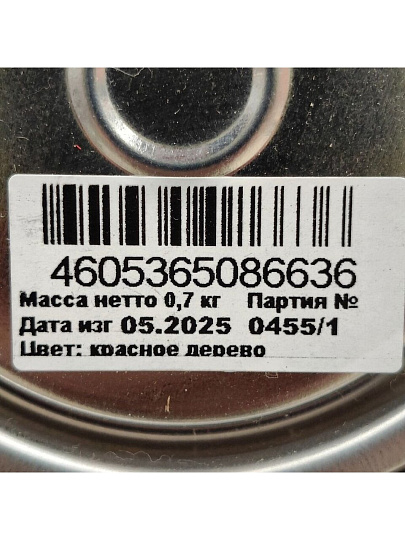 4605365086636
Масса нетто 0,7 кг Партия №
Дата изг 05.2025 0455/1
Цвет: красное дерево